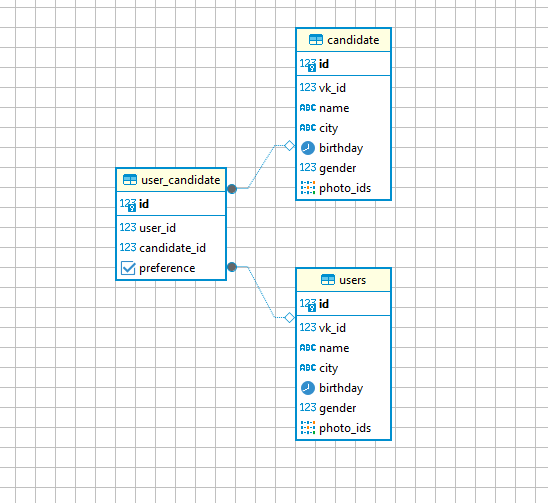 candidate
123 id
123 vk_id
ABC name
ABC city
birthday
123 gender
photo_ids
user_candidate
123 id
123 user_id
123 candidate_id
preference
users
123 id
123 vk_id
ABC name
ABC city
birthday
123 gender
photo_ids